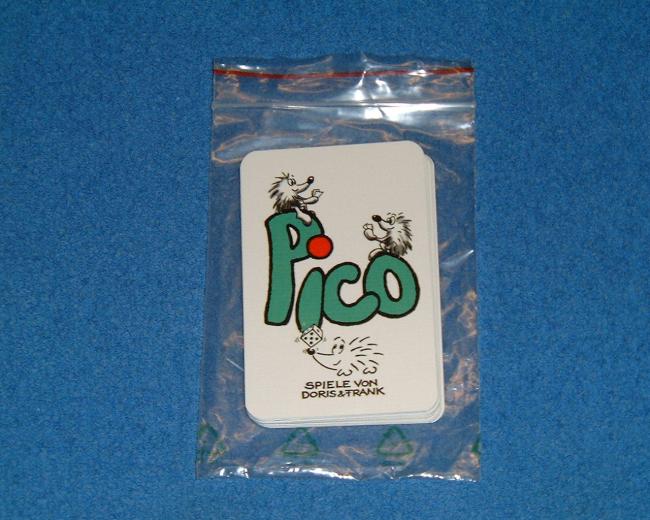 Pico
SPIELE VON
DORIS & FRANK